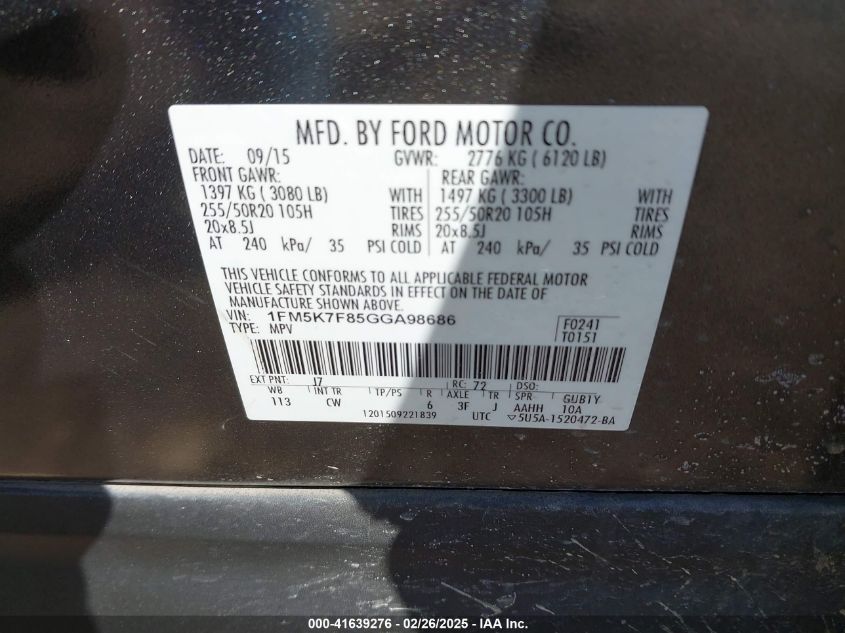 MFD. BY FORD MOTOR CO.
DATE: 09/15 GVWR: 2776 KG ( 6120 LB)
FRONT GAWR: REAR GAWR:
1397 KG ( 3080 LB) WITH 1497 KG ( 3300 LB) WITH
255/50R20 105H TIRES 255/50R20 105H TIRES
20x8.5J RIMS 20x8.5J RIMS
AT 240 kPa/ 35 PSI COLD AT 240 kPa/ 35 PSI COLD
THIS VEHICLE CONFORMS TO ALL APPLICABLE FEDERAL MOTOR
VEHICLE SAFETY STANDARDS IN EFFECT ON THE DATE OF
MANUFACTURE SHOWN ABOVE.
VIN: 1FM5K7F85GGA98686
TYPE: MPV
F0241
T0151
EXT PNT: J7 RC: 72 DSO:
WB INT TR TP/PS R AXLE TR SPR GUB1Y
113 CW 6 3F J AAHH 10A
1201509221839 UTC ▽5U5A-1520472-BA
000-41639276 – 02/26/2025 – IAA Inc.